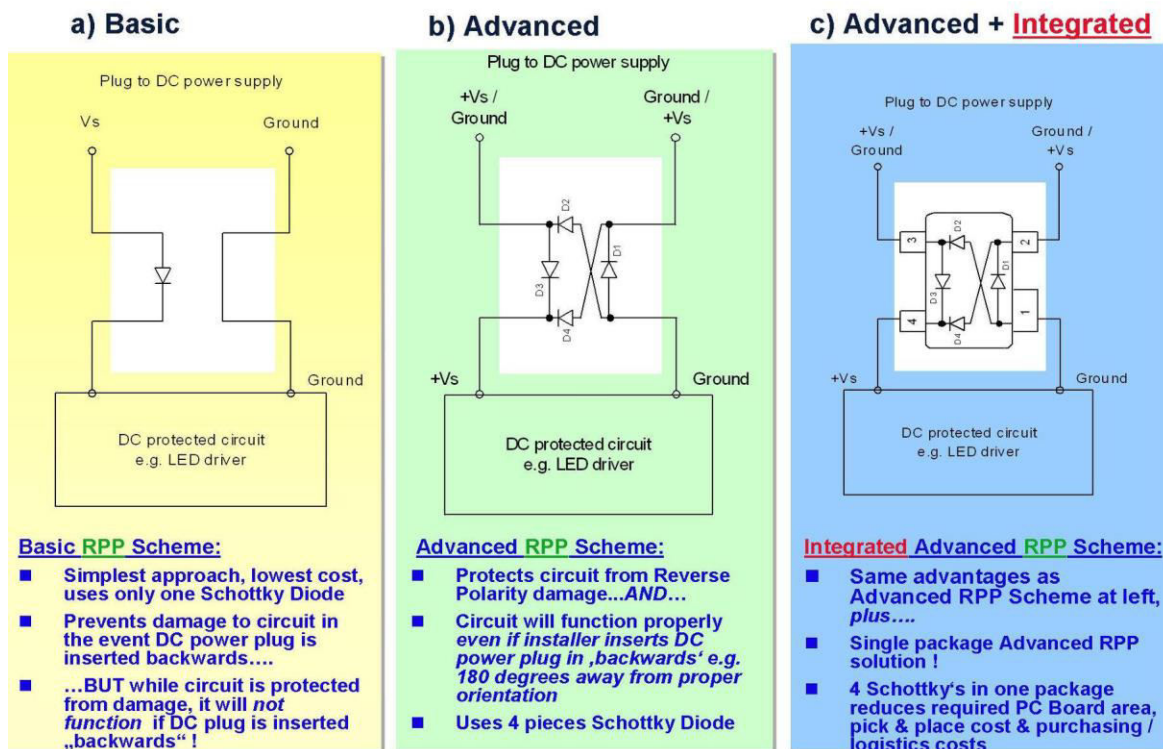 a) Basic
Plug to DC power supply
Vs
Ground
Ground
DC protected circuit
e.g. LED driver
Basic RPP Scheme:
■ Simplest approach, lowest cost,
uses only one Schottky Diode
■ Prevents damage to circuit in
the event DC power plug is
inserted backwards….
■ …BUT while circuit is protected
from damage, it will not
function if DC plug is inserted
„backwards“ !
b) Advanced
Plug to DC power supply
+Vs /
Ground
Ground /
+Vs
D2
D3
D1
D4
+Vs
Ground
DC protected circuit
e.g. LED driver
Advanced RPP Scheme:
■ Protects circuit from Reverse
Polarity damage...AND…
■ Circuit will function properly
even if installer inserts DC
power plug in ‚backwards‘ e.g.
180 degrees away from proper
orientation
■ Uses 4 pieces Schottky Diode
c) Advanced + Integrated
Plug to DC power supply
+Vs /
Ground
Ground /
+Vs
3
D2
2
D3
D1
4
D4
1
+Vs
Ground
DC protected circuit
e.g. LED driver
Integrated Advanced RPP Scheme:
■ Same advantages as
Advanced RPP Scheme at left,
plus….
■ Single package Advanced RPP
solution !
■ 4 Schottky‘s in one package
reduces required PC Board area,
pick & place cost & purchasing /
logistics costs